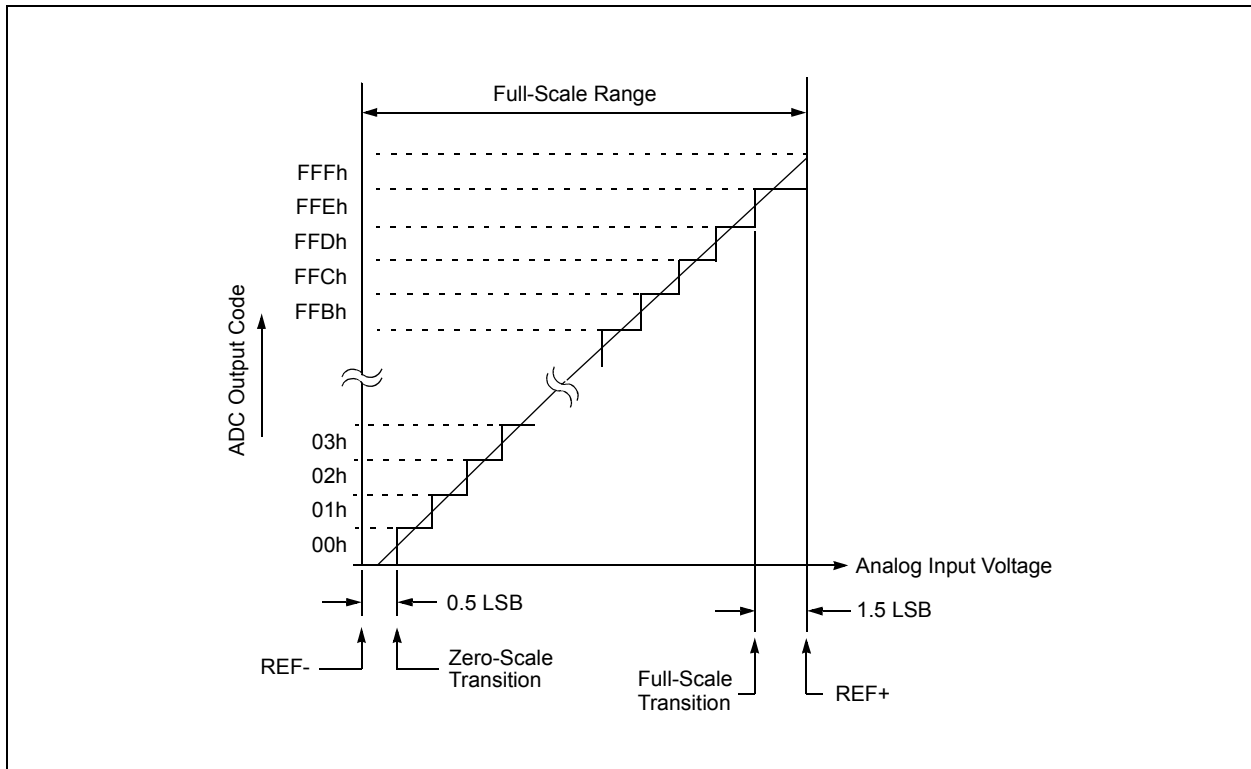 Full-Scale Range
FFFh
FFEh
FFDh
FFCh
FFBh
ADC Output Code
03h
02h
01h
00h
Analog Input Voltage
0.5 LSB
1.5 LSB
REF-
Zero-Scale
Transition
Full-Scale
Transition
REF+